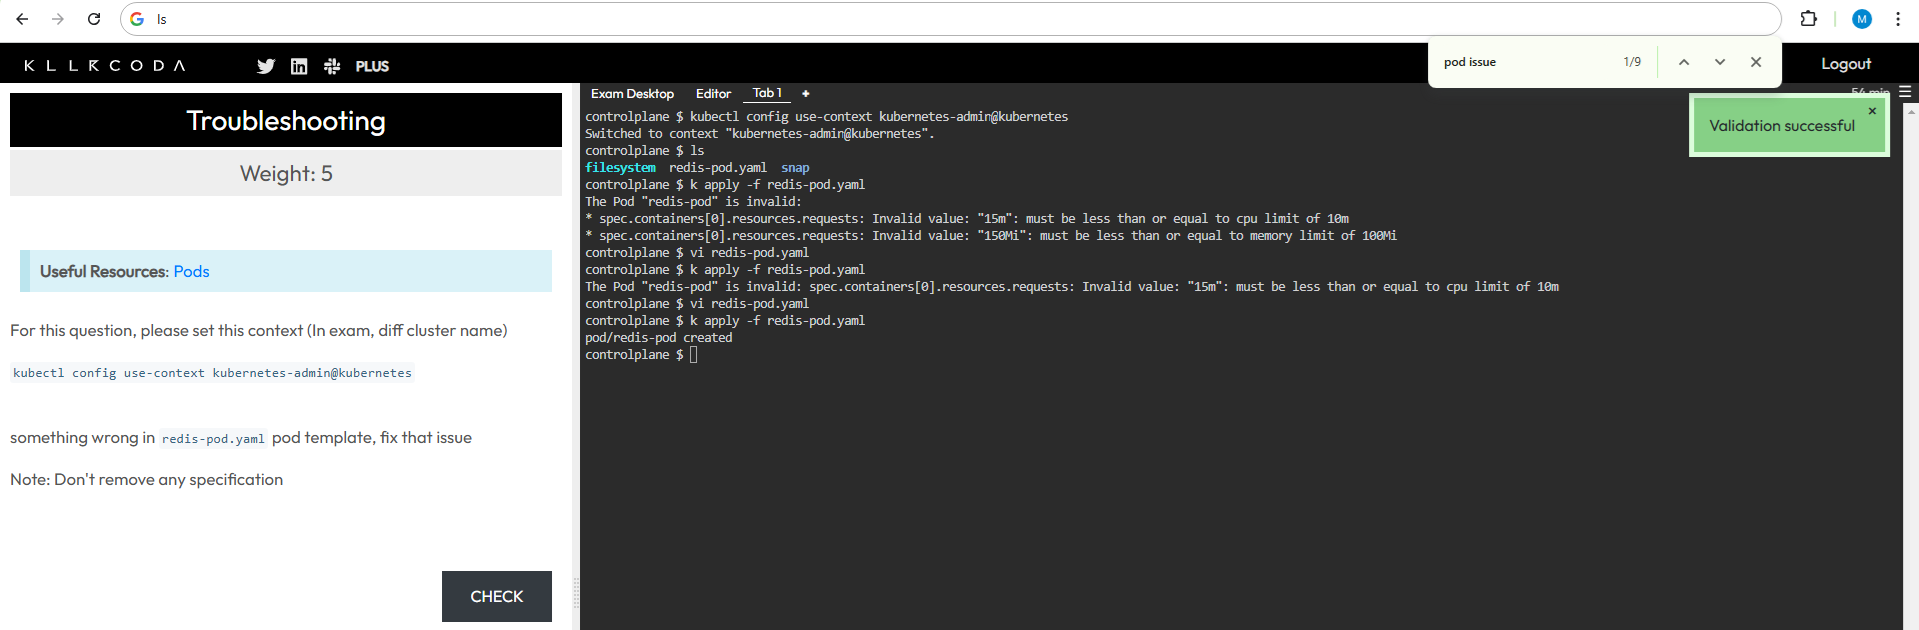 ls
M
KLLRCODA
PLUS
pod issue
1/9
Logout
Troubleshooting
Weight: 5
Useful Resources: Pods
For this question, please set this context (In exam, diff cluster name)
kubectl config use-context kubernetes-admin@kubernetes
something wrong in redis-pod.yaml pod template, fix that issue
Note: Don't remove any specification
CHECK
Exam Desktop Editor Tab 1 +
54 min
Validation successful
controlplane $ kubectl config use-context kubernetes-admin@kubernetes
Switched to context "kubernetes-admin@kubernetes".
controlplane $ ls
filesystem redis-pod.yaml snap
controlplane $ k apply -f redis-pod.yaml
The Pod "redis-pod" is invalid:
* spec.containers[0].resources.requests: Invalid value: "15m": must be less than or equal to cpu limit of 10m
* spec.containers[0].resources.requests: Invalid value: "150Mi": must be less than or equal to memory limit of 100Mi
controlplane $ vi redis-pod.yaml
controlplane $ k apply -f redis-pod.yaml
The Pod "redis-pod" is invalid: spec.containers[0].resources.requests: Invalid value: "15m": must be less than or equal to cpu limit of 10m
controlplane $ vi redis-pod.yaml
controlplane $ k apply -f redis-pod.yaml
pod/redis-pod created
controlplane $